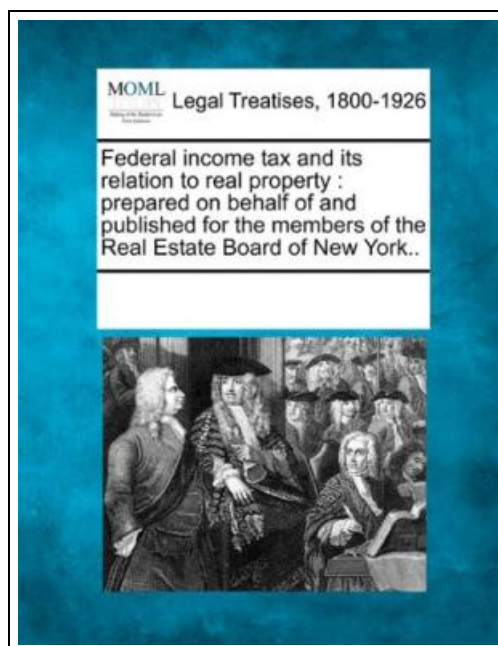 MOML
Legal Treatises, 1800-1926
Federal income tax and its
relation to real property :
prepared on behalf of and
published for the members of the
Real Estate Board of New York..